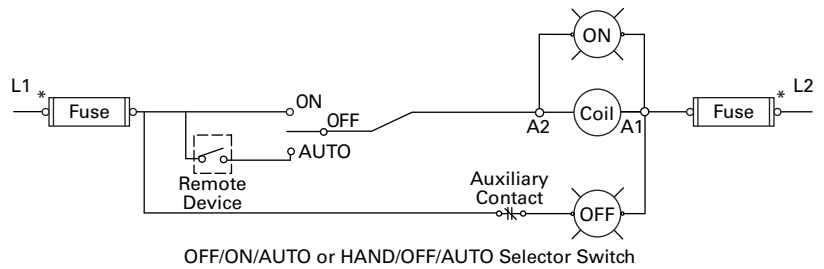 ON
L1 * Fuse
ON
OFF
AUTO
Remote
Device
A2
Coil
A1
Fuse * L2
Auxiliary
Contact
OFF
OFF/ON/AUTO or HAND/OFF/AUTO Selector Switch